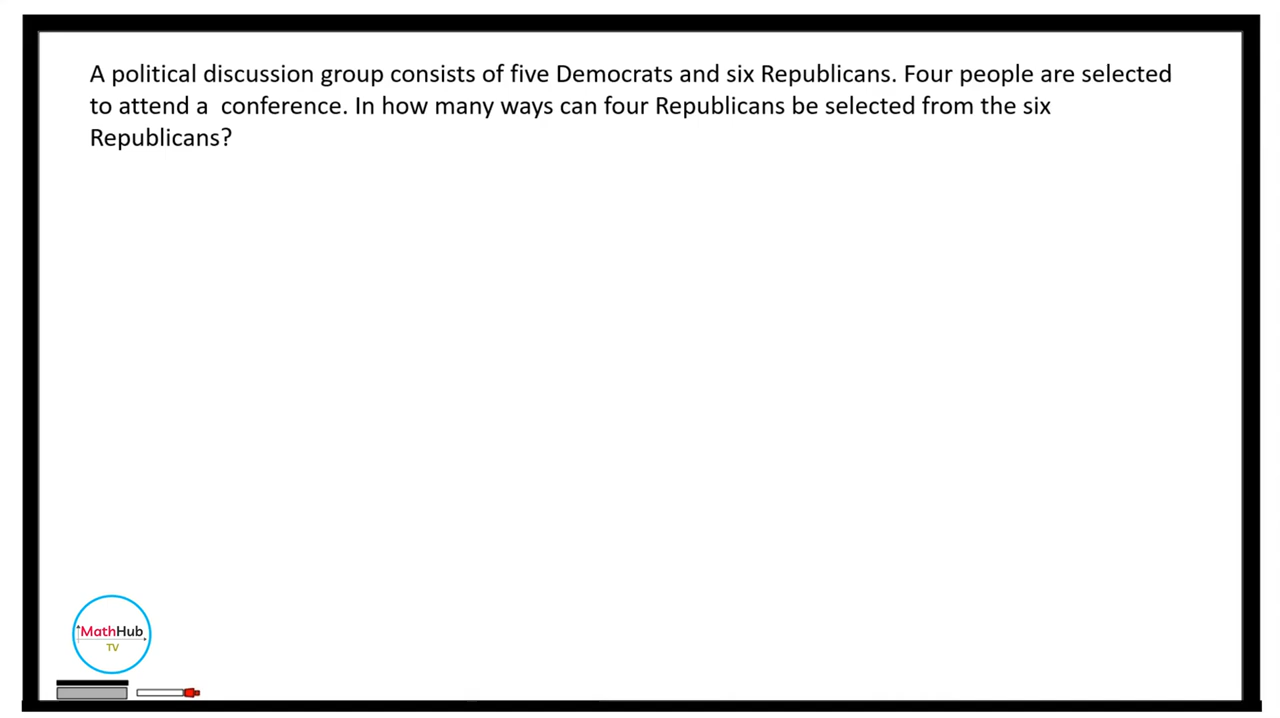 A political discussion group consists of five Democrats and six Republicans. Four people are selected
to attend a  conference. In how many ways can four Republicans be selected from the six
Republicans?
MathHub
TV